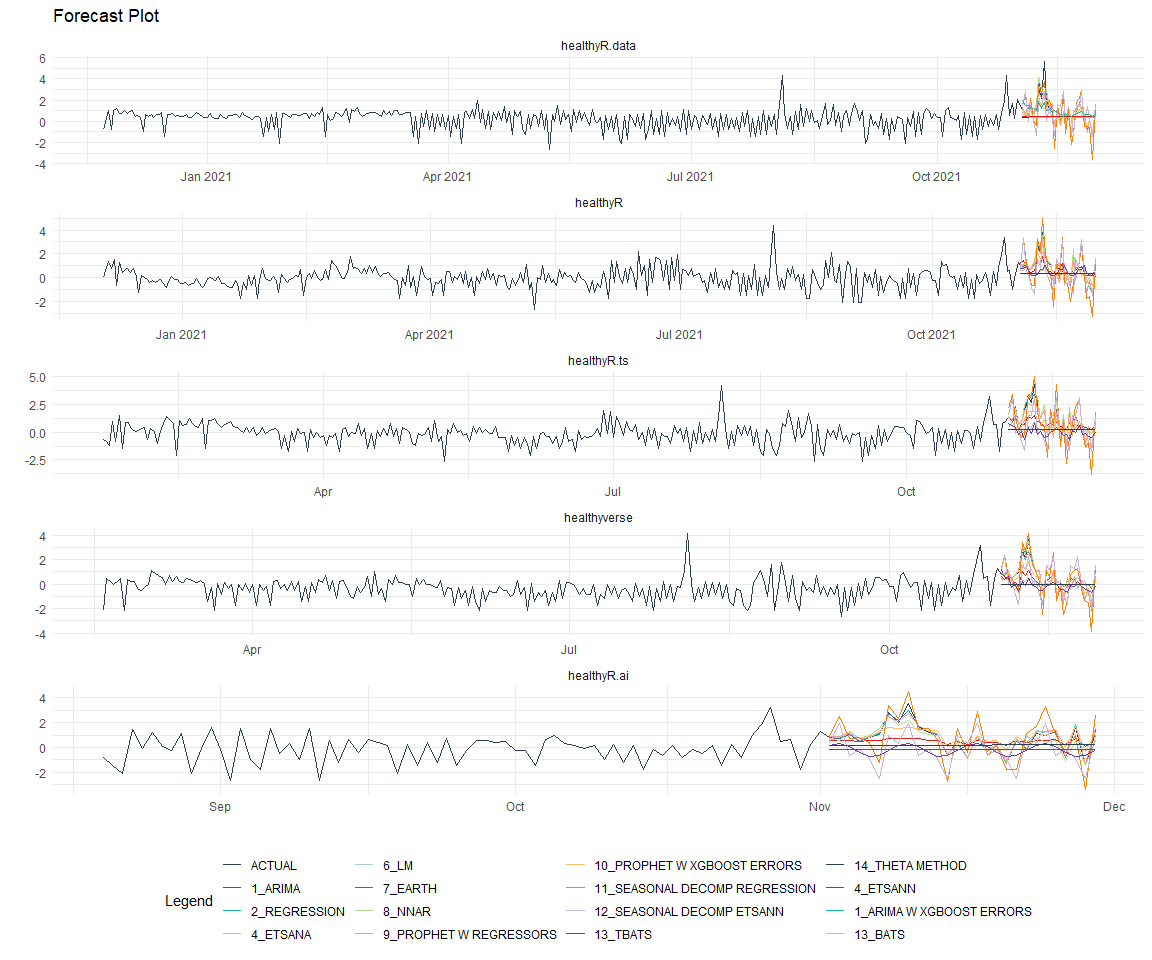 Forecast Plot
healthyR.data
6
4
2
0
-2
-4
Jan 2021 Apr 2021 Jul 2021 Oct 2021
healthyR
4
2
0
-2
Jan 2021 Apr 2021 Jul 2021 Oct 2021
healthyR.ts
5.0
2.5
0.0
-2.5
Apr Jul Oct
healthyverse
4
2
0
-2
-4
Apr Jul Oct
healthyR.ai
4
2
0
-2
Sep Oct Nov Dec
Legend
ACTUAL 6_LM 10_PROPHET W XGBOOST ERRORS 14_THETA METHOD
1_ARIMA 7_EARTH 11_SEASONAL DECOMP REGRESSION 4_ETSANN
2_REGRESSION 8_NNAR 12_SEASONAL DECOMP ETSANN 1_ARIMA W XGBOOST ERRORS
4_ETSANA 9_PROPHET W REGRESSORS 13_TBATS 13_BATS